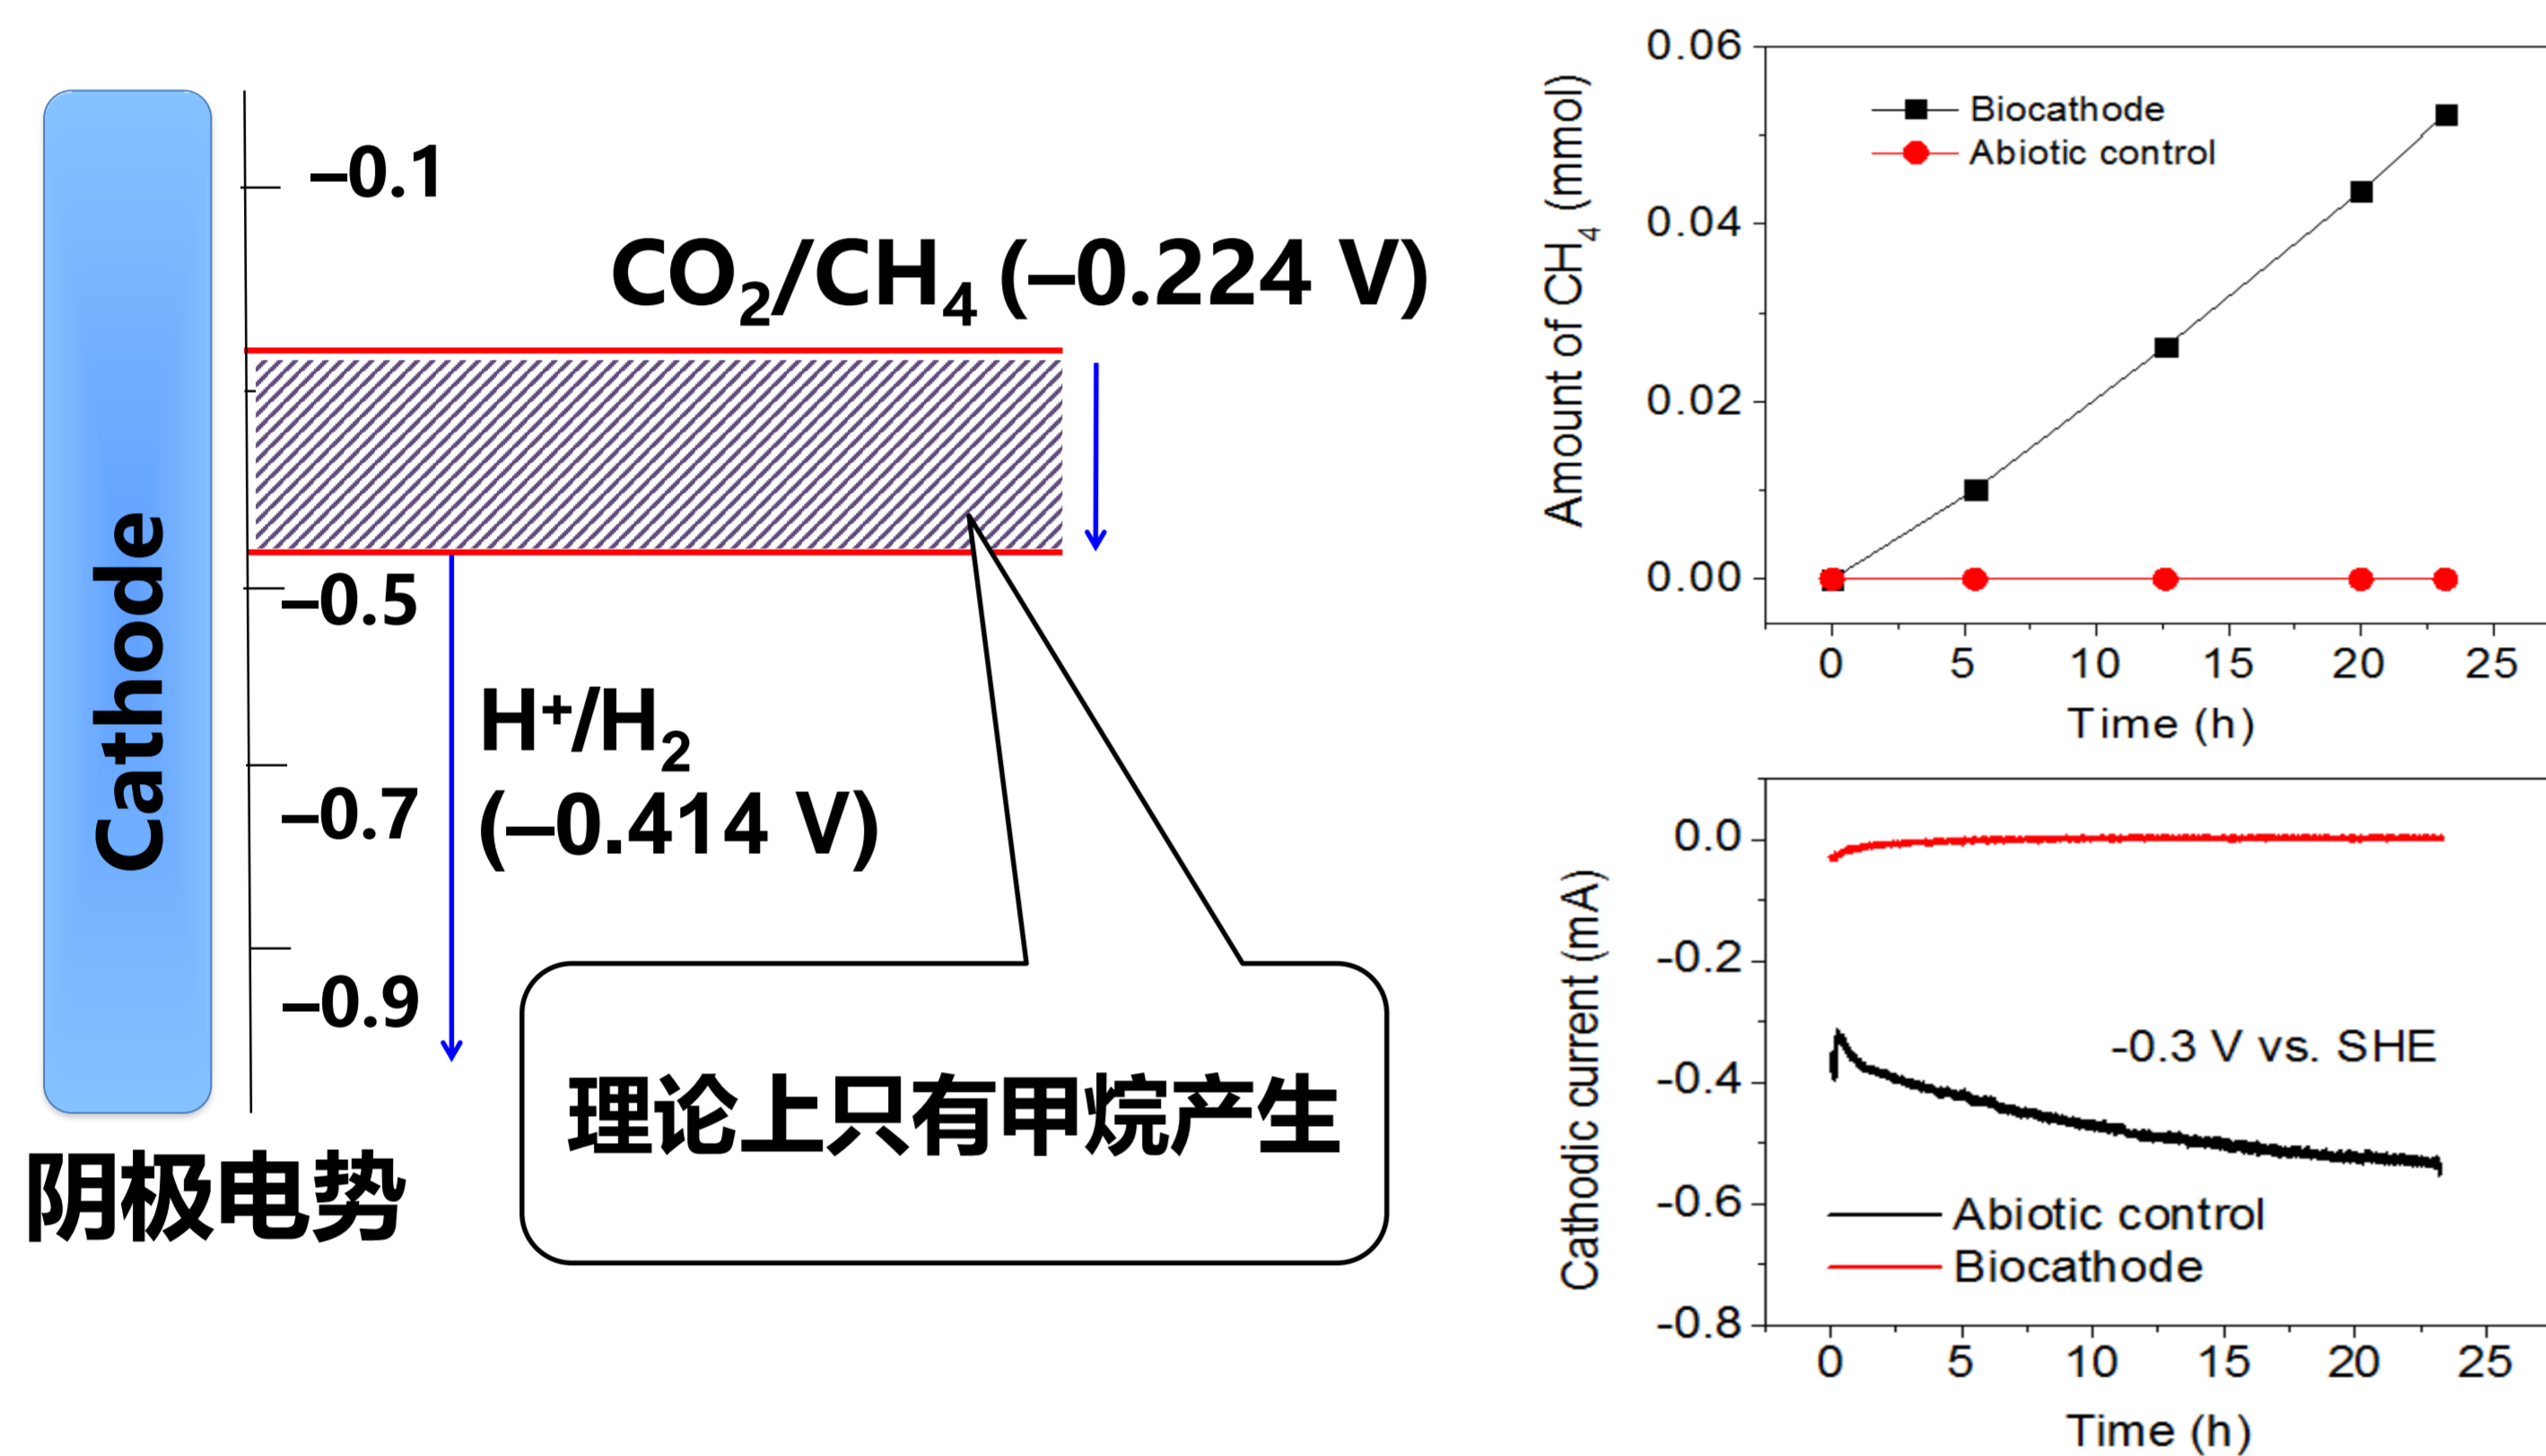 Cathode
–0.1
CO₂/CH₄ (–0.224 V)
–0.5
H⁺/H₂
(–0.414 V)
–0.7
–0.9
理论上只有甲烷产生
阴极电势
0.06
0.04
0.02
0.00
Amount of CH₄ (mmol)
Biocathode
Abiotic control
0 5 10 15 20 25
Time (h)
0.0
-0.2
-0.4
-0.6
-0.8
Cathodic current (mA)
-0.3 V vs. SHE
Abiotic control
Biocathode
0 5 10 15 20 25
Time (h)